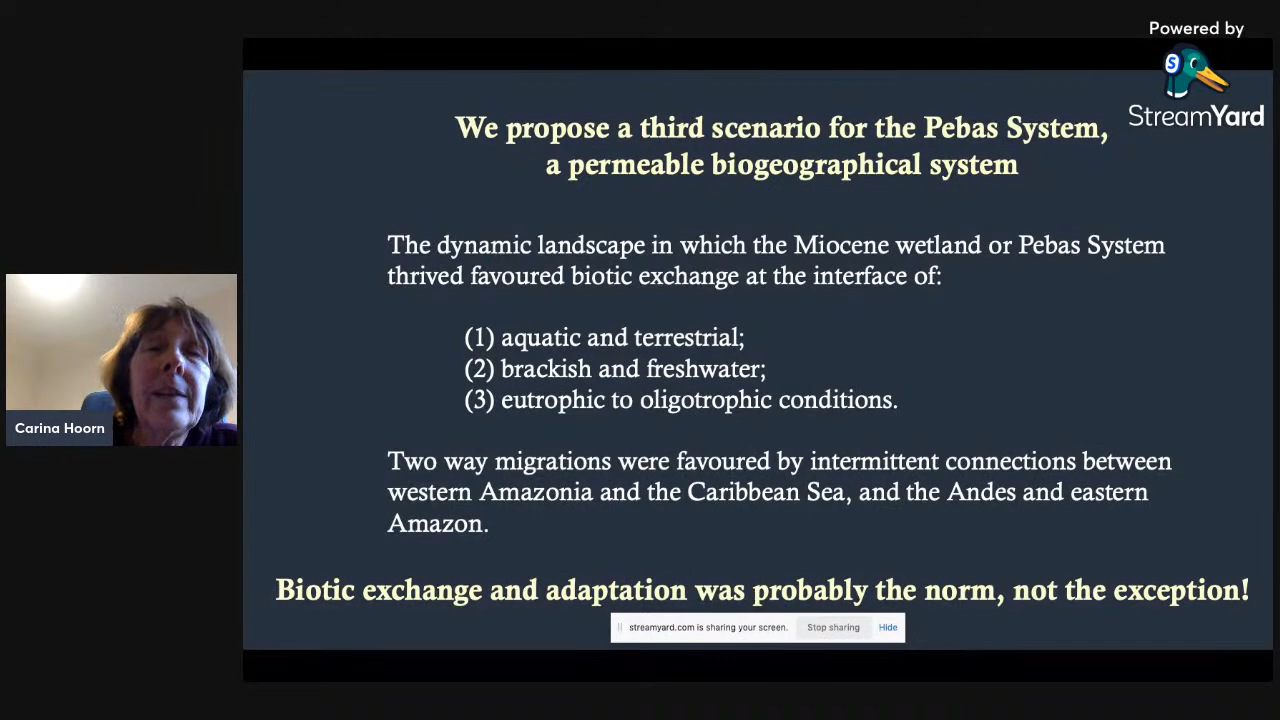 Powered by
S
StreamYard
We propose a third scenario for the Pebas System,
a permeable biogeographical system
The dynamic landscape in which the Miocene wetland or Pebas System
thrived favoured biotic exchange at the interface of:
(1) aquatic and terrestrial;
(2) brackish and freshwater;
(3) eutrophic to oligotrophic conditions.
Carina Hoorn
Two way migrations were favoured by intermittent connections between
western Amazonia and the Caribbean Sea, and the Andes and eastern
Amazon.
Biotic exchange and adaptation was probably the norm, not the exception!
streamyard.com is sharing your screen. Stop sharing Hide